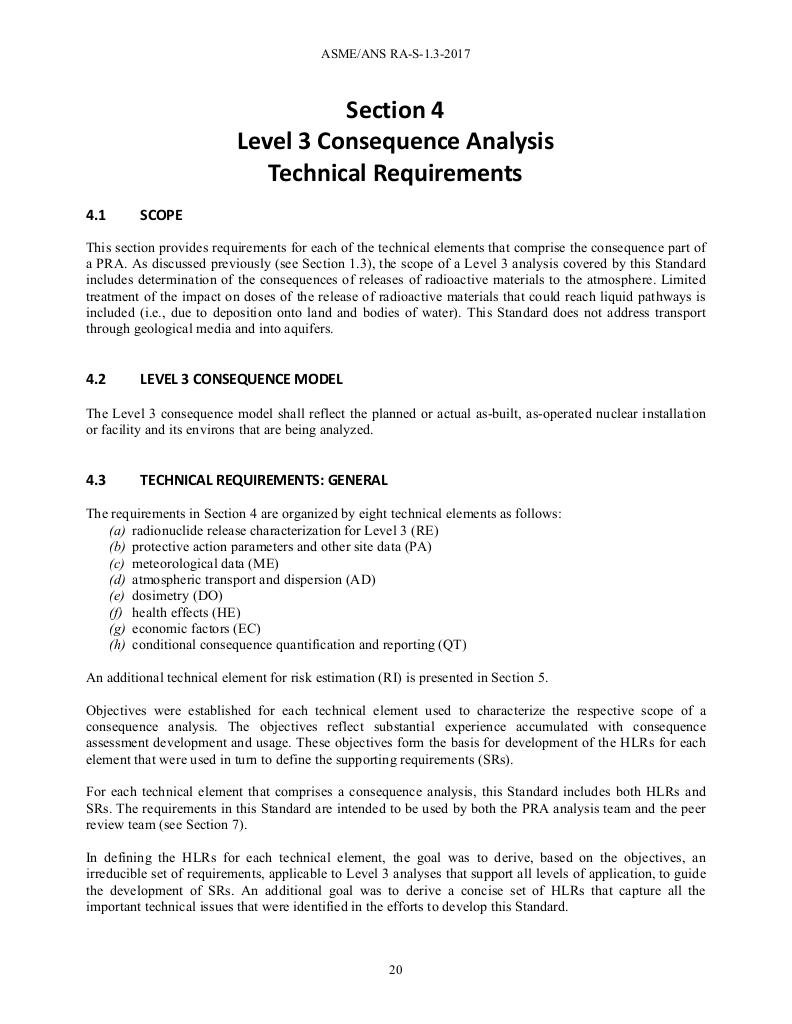 ASME/ANS RA-S-1.3-2017
Section 4
Level 3 Consequence Analysis
Technical Requirements
4.1 SCOPE
This section provides requirements for each of the technical elements that comprise the consequence part of
a PRA. As discussed previously (see Section 1.3), the scope of a Level 3 analysis covered by this Standard
includes determination of the consequences of releases of radioactive materials to the atmosphere. Limited
treatment of the impact on doses of the release of radioactive materials that could reach liquid pathways is
included (i.e., due to deposition onto land and bodies of water). This Standard does not address transport
through geological media and into aquifers.
4.2 LEVEL 3 CONSEQUENCE MODEL
The Level 3 consequence model shall reflect the planned or actual as-built, as-operated nuclear installation
or facility and its environs that are being analyzed.
4.3 TECHNICAL REQUIREMENTS: GENERAL
The requirements in Section 4 are organized by eight technical elements as follows:
(a) radionuclide release characterization for Level 3 (RE)
(b) protective action parameters and other site data (PA)
(c) meteorological data (ME)
(d) atmospheric transport and dispersion (AD)
(e) dosimetry (DO)
(f) health effects (HE)
(g) economic factors (EC)
(h) conditional consequence quantification and reporting (QT)
An additional technical element for risk estimation (RI) is presented in Section 5.
Objectives were established for each technical element used to characterize the respective scope of a
consequence analysis. The objectives reflect substantial experience accumulated with consequence
assessment development and usage. These objectives form the basis for development of the HLRs for each
element that were used in turn to define the supporting requirements (SRs).
For each technical element that comprises a consequence analysis, this Standard includes both HLRs and
SRs. The requirements in this Standard are intended to be used by both the PRA analysis team and the peer
review team (see Section 7).
In defining the HLRs for each technical element, the goal was to derive, based on the objectives, an
irreducible set of requirements, applicable to Level 3 analyses that support all levels of application, to guide
the development of SRs. An additional goal was to derive a concise set of HLRs that capture all the
important technical issues that were identified in the efforts to develop this Standard.
20